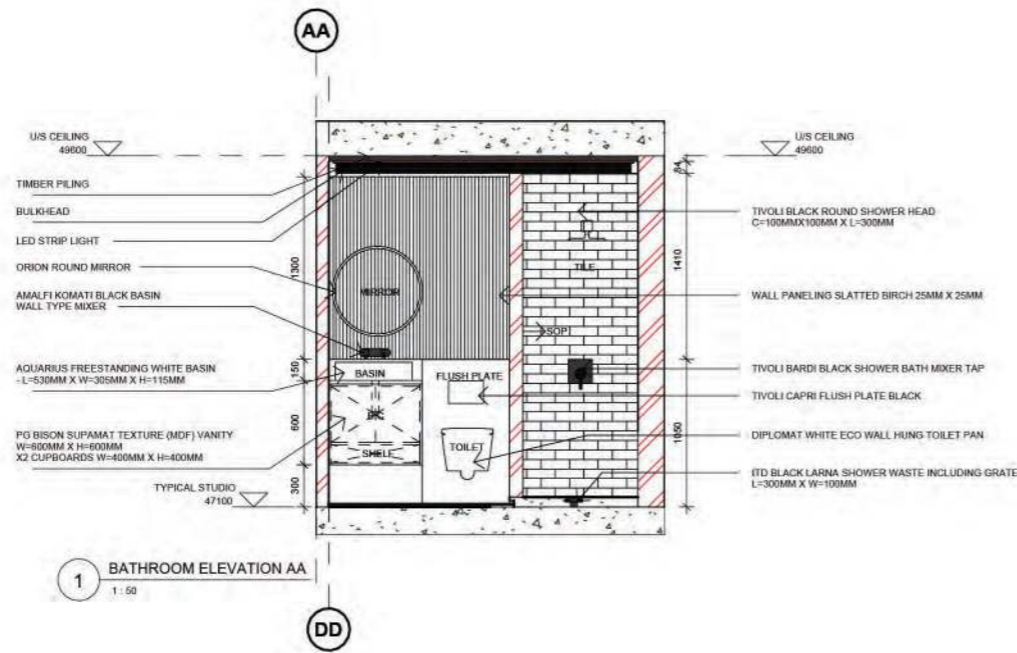 AA
U/S CEILING
49600
TIMBER PILING
BULKHEAD
LED STRIP LIGHT
ORION ROUND MIRROR
AMALFI KOMATI BLACK BASIN
WALL TYPE MIXER
AQUARIUS FREESTANDING WHITE BASIN
- L=530MM X W=305MM X H=115MM
PG BISON SUPAMAT TEXTURE (MDF) VANITY
W=600MM X H=600MM
X2 CUPBOARDS W=400MM X H=400MM
TYPICAL STUDIO
47100
1300
150
600
300
MIRROR
BASIN
SHELF
FLUSH PLATE
TOILET
TILE
SOPI
84
1410
1050
U/S CEILING
49600
TIVOLI BLACK ROUND SHOWER HEAD
C=100MMX100MM X L=300MM
WALL PANELING SLATTED BIRCH 25MM X 25MM
TIVOLI BARDI BLACK SHOWER BATH MIXER TAP
TIVOLI CAPRI FLUSH PLATE BLACK
DIPLOMAT WHITE ECO WALL HUNG TOILET PAN
ITD BLACK LARNA SHOWER WASTE INCLUDING GRATE
L=300MM X W=100MM
1
BATHROOM ELEVATION AA
1 : 50
DD